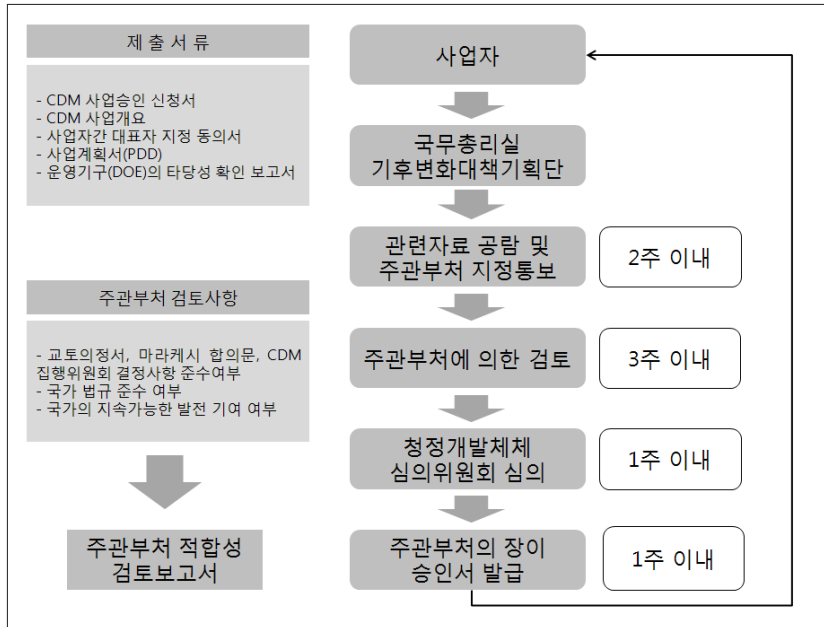 제 출 서 류
- CDM 사업승인 신청서
- CDM 사업개요
- 사업자간 대표자 지정 동의서
- 사업계획서(PDD)
- 운영기구(DOE)의 타당성 확인 보고서
주관부처 검토사항
- 교토의정서, 마라케시 합의문, CDM
집행위원회 결정사항 준수여부
- 국가 법규 준수 여부
- 국가의 지속가능한 발전 기여 여부
주관부처 적합성
검토보고서
사업자
국무총리실
기후변화대책기획단
관련자료 공람 및
주관부처 지정통보
2주 이내
주관부처에 의한 검토
3주 이내
청정개발체체
심의위원회 심의
1주 이내
주관부처의 장이
승인서 발급
1주 이내